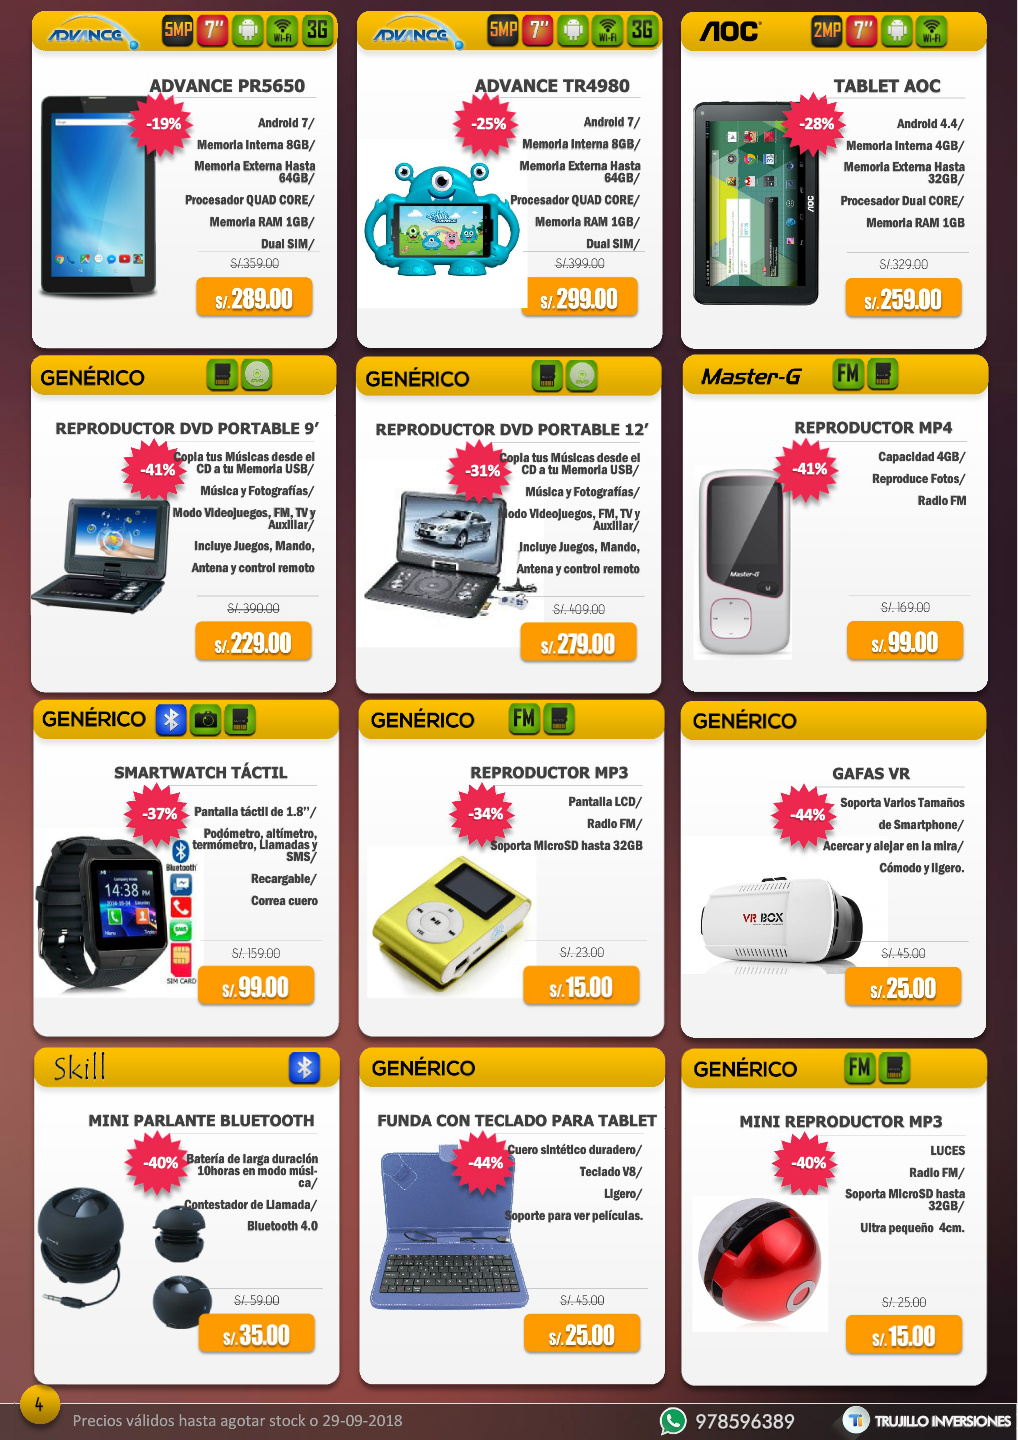 ADVANCE 5MP 7" Wi-Fi 3G
ADVANCE PR5650
-19%
Android 7/
Memoria Interna 8GB/
Memoria Externa Hasta
64GB/
Procesador QUAD CORE/
Memoria RAM 1GB/
Dual SIM/
S/.359.00
S/.289.00
ADVANCE 5MP 7" Wi-Fi 3G
ADVANCE TR4980
-25%
Android 7/
Memoria Interna 8GB/
Memoria Externa Hasta
64GB/
Procesador QUAD CORE/
Memoria RAM 1GB/
Dual SIM/
S/.399.00
S/.299.00
AOC 2MP 7" Wi-Fi
TABLET AOC
-28%
Android 4.4/
Memoria Interna 4GB/
Memoria Externa Hasta
32GB/
Procesador Dual CORE/
Memoria RAM 1GB
AOC
S/.329.00
S/.259.00
GENÉRICO DVD
REPRODUCTOR DVD PORTABLE 9’
-41%
Copia tus Músicas desde el
CD a tu Memoria USB/
Música y Fotografías/
Modo Videojuegos, FM, TV y
Auxiliar/
Incluye Juegos, Mando,
Antena y control remoto
S/. 390.00
S/.229.00
GENÉRICO DVD
REPRODUCTOR DVD PORTABLE 12’
-31%
Copia tus Músicas desde el
CD a tu Memoria USB/
Música y Fotografías/
Modo Videojuegos, FM, TV y
Auxiliar/
Incluye Juegos, Mando,
Antena y control remoto
S/. 409.00
S/.279.00
Master-G FM
REPRODUCTOR MP4
-41%
Capacidad 4GB/
Reproduce Fotos/
Radio FM
Master-G
M
S/. 169.00
S/.99.00
GENÉRICO
SMARTWATCH TÁCTIL
-37%
Pantalla táctil de 1.8’’/
Podómetro, altímetro,
termómetro, Llamadas y
SMS/
Recargable/
Correa cuero
Bluetooth
14:38 PM
SMS
SIM CARD
S/. 159.00
S/.99.00
GENÉRICO FM
REPRODUCTOR MP3
-34%
Pantalla LCD/
Radio FM/
Soporta MicroSD hasta 32GB
S/. 23.00
S/.15.00
GENÉRICO
GAFAS VR
-44%
Soporta Varios Tamaños
de Smartphone/
Acercar y alejar en la mira/
Cómodo y ligero.
VR BOX
S/. 45.00
S/.25.00
Skill
MINI PARLANTE BLUETOOTH
-40%
Batería de larga duración
10horas en modo músi-
ca/
Contestador de Llamada/
Bluetooth 4.0
S/. 59.00
S/.35.00
GENÉRICO
FUNDA CON TECLADO PARA TABLET
-44%
Cuero sintético duradero/
Teclado V8/
Ligero/
Soporte para ver películas.
S/. 45.00
S/.25.00
GENÉRICO FM
MINI REPRODUCTOR MP3
-40%
LUCES
Radio FM/
Soporta MicroSD hasta
32GB/
Ultra pequeño 4cm.
S/. 25.00
S/.15.00
4
Precios válidos hasta agotar stock o 29-09-2018
978596389
TRUJILLO INVERSIONES